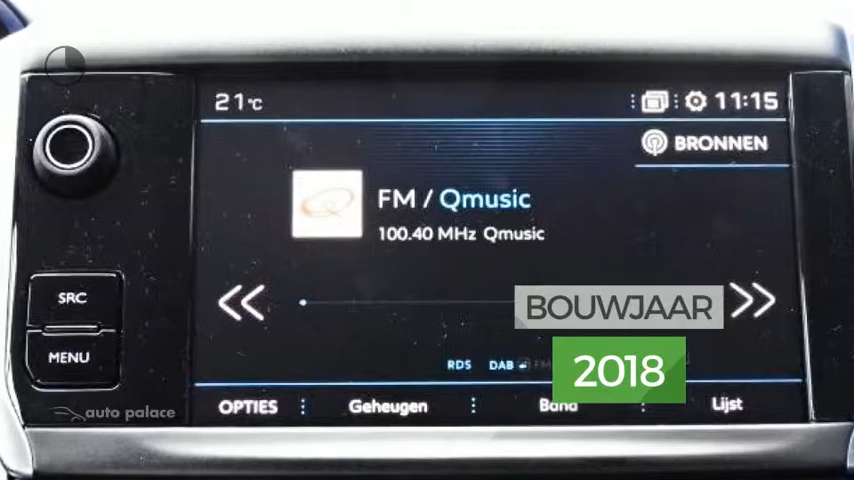 21°C
11:15
BRONNEN
FM / Qmusic
100.40 MHz Qmusic
SRC
MENU
BOUWJAAR
2018
RDS DAB FM
OPTIES
Geheugen
Band
Lijst
auto palace